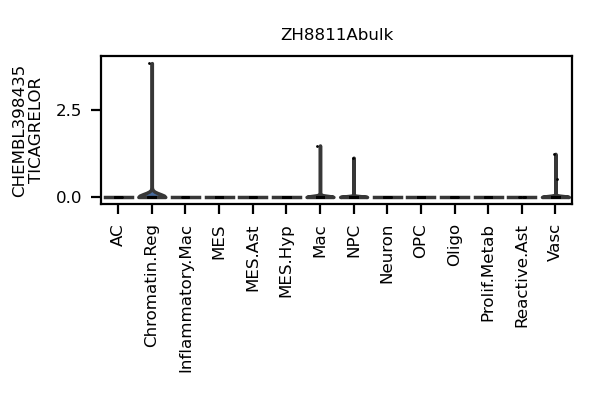 ZH8811Abulk
CHEMBL398435
TICAGRELOR
2.5
0.0
AC
Chromatin.Reg
Inflammatory.Mac
MES
MES.Ast
MES.Hyp
Mac
NPC
Neuron
OPC
Oligo
Prolif.Metab
Reactive.Ast
Vasc